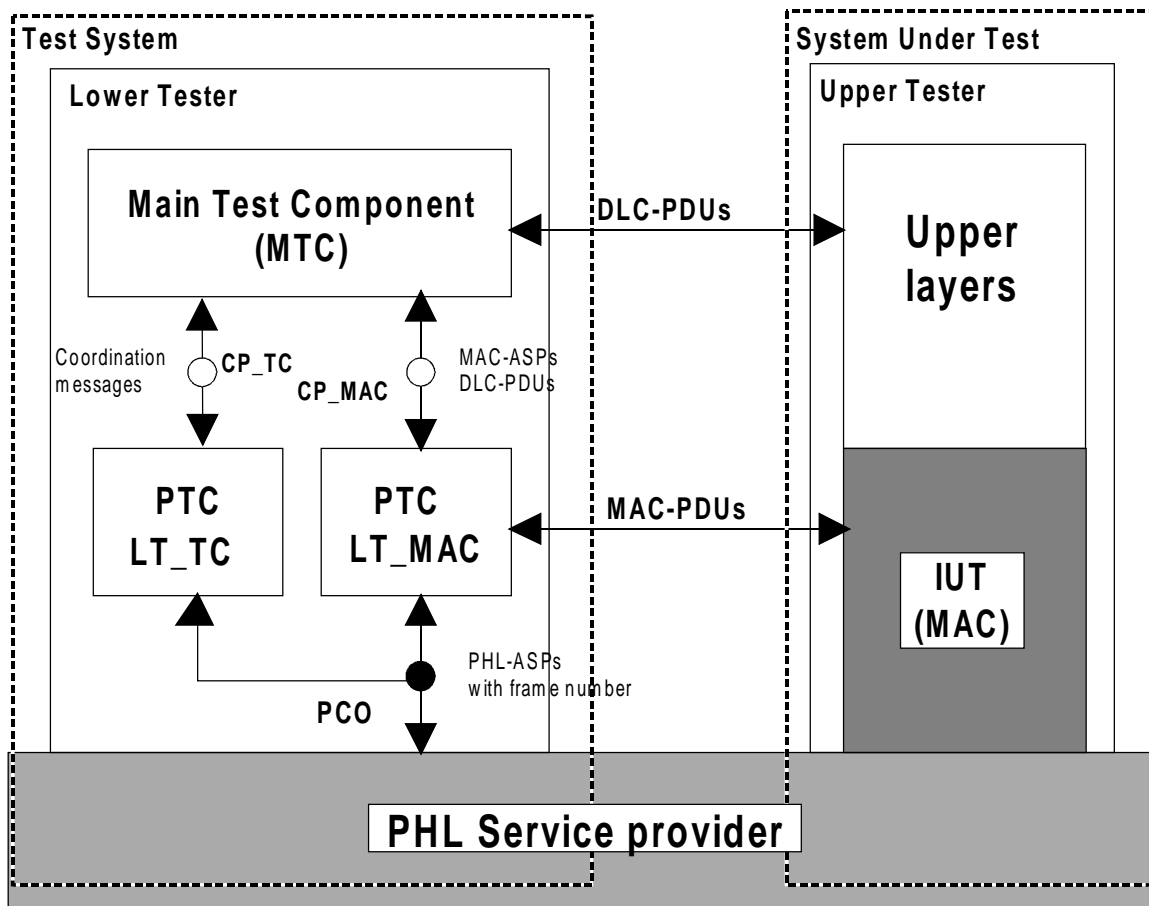 Test System
System Under Test
Lower Tester
Upper Tester
Main Test Component
(MTC)
DLC-PDUs
Upper
layers
Coordination
messages
CP_TC
CP_MAC
MAC-ASPs
DLC-PDUs
PTC
LT_TC
PTC
LT_MAC
MAC-PDUs
IUT
(MAC)
PHL-ASPs
with frame number
PCO
PHL Service provider